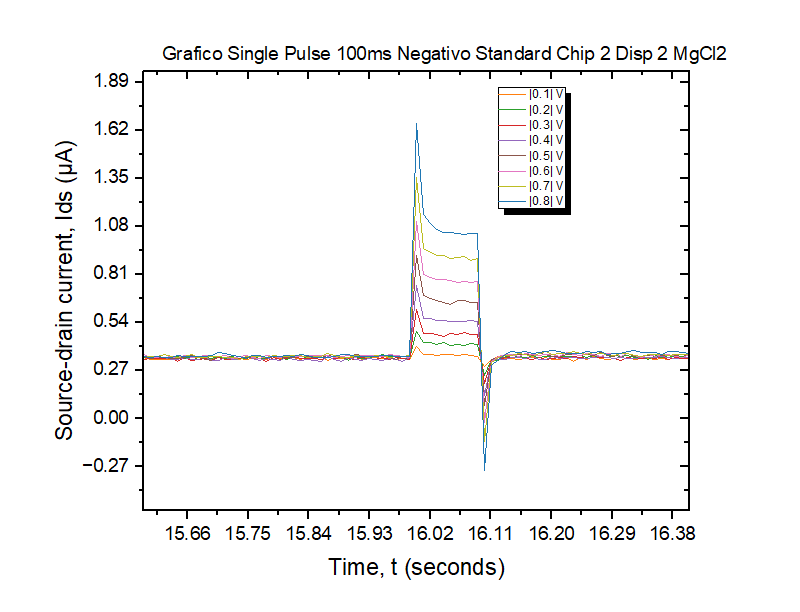 Grafico Single Pulse 100ms Negativo Standard Chip 2 Disp 2 MgCl2
1.89
1.62
1.35
1.08
0.81
0.54
0.27
0.00
−0.27
Source-drain current, Ids (µA)
|0.1| V
|0.2| V
|0.3| V
|0.4| V
|0.5| V
|0.6| V
|0.7| V
|0.8| V
15.66 15.75 15.84 15.93 16.02 16.11 16.20 16.29 16.38
Time, t (seconds)